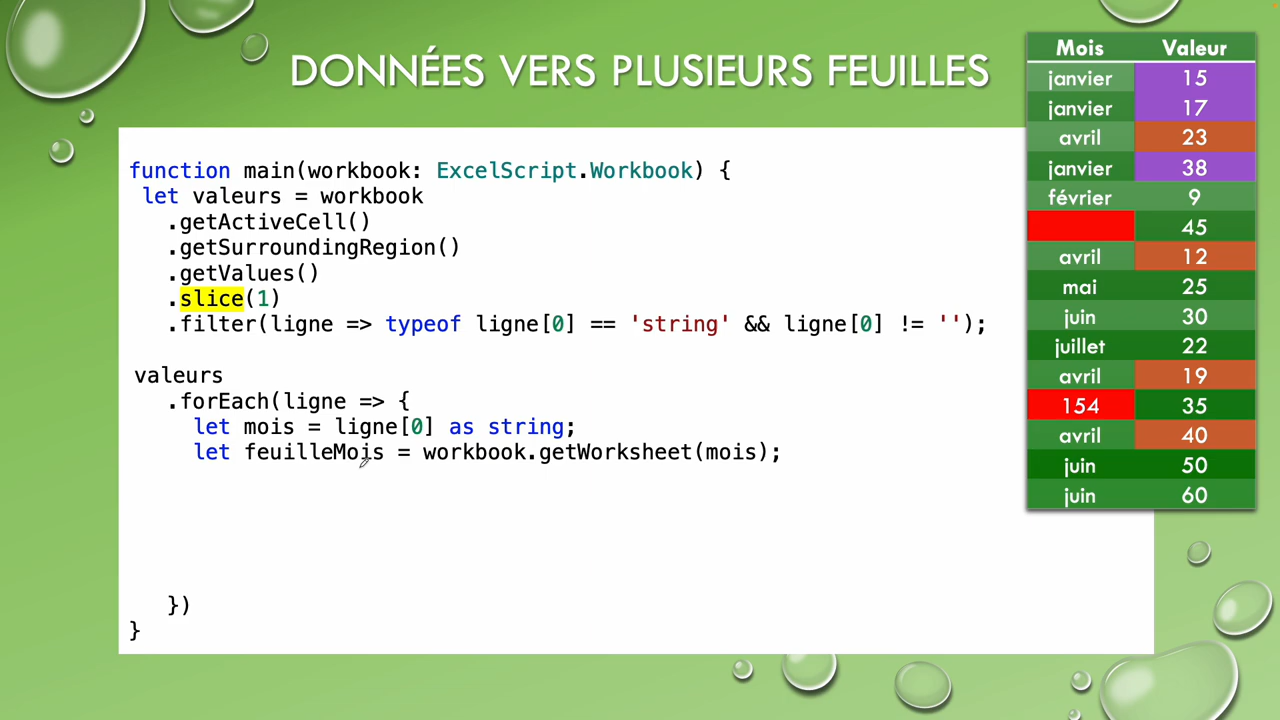 DONNÉES VERS PLUSIEURS FEUILLES
function main(workbook: ExcelScript.Workbook) {
let valeurs = workbook
.getActiveCell()
.getSurroundingRegion()
.getValues()
.slice(1)
.filter(ligne => typeof ligne[0] == 'string' && ligne[0] != '');
valeurs
.forEach(ligne => {
let mois = ligne[0] as string;
let feuilleMois = workbook.getWorksheet(mois);
})
}
Mois Valeur
janvier 15
janvier 17
avril 23
janvier 38
février 9
45
avril 12
mai 25
juin 30
juillet 22
avril 19
154 35
avril 40
juin 50
juin 60